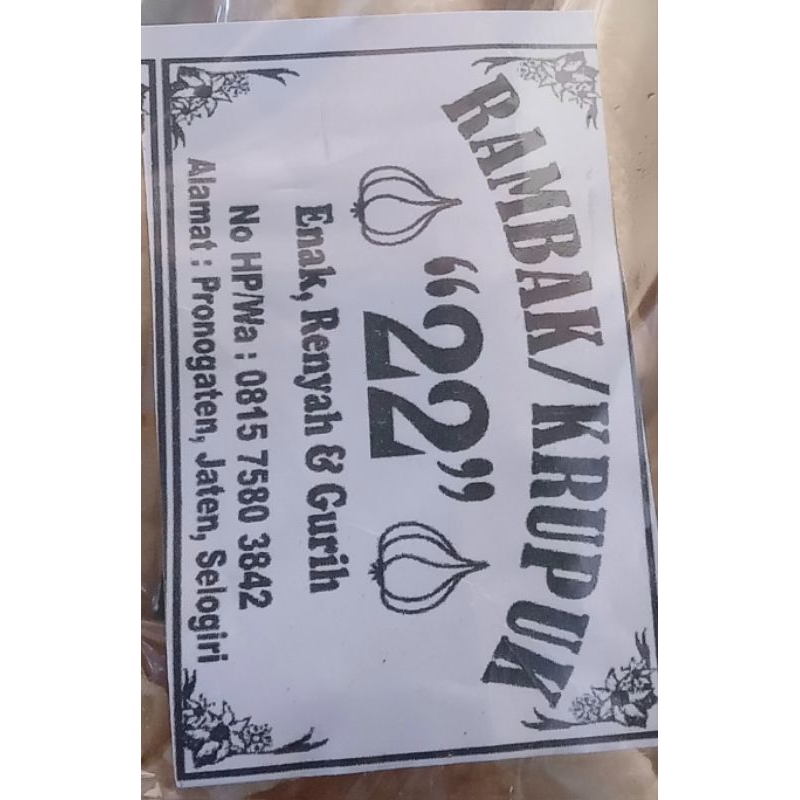 RAMBAK/KRUPUK
“22”
Enak, Renyah & Gurih
No HP/Wa : 0815 7580 3842
Alamat : Pronogaten, Jaten, Selogiri